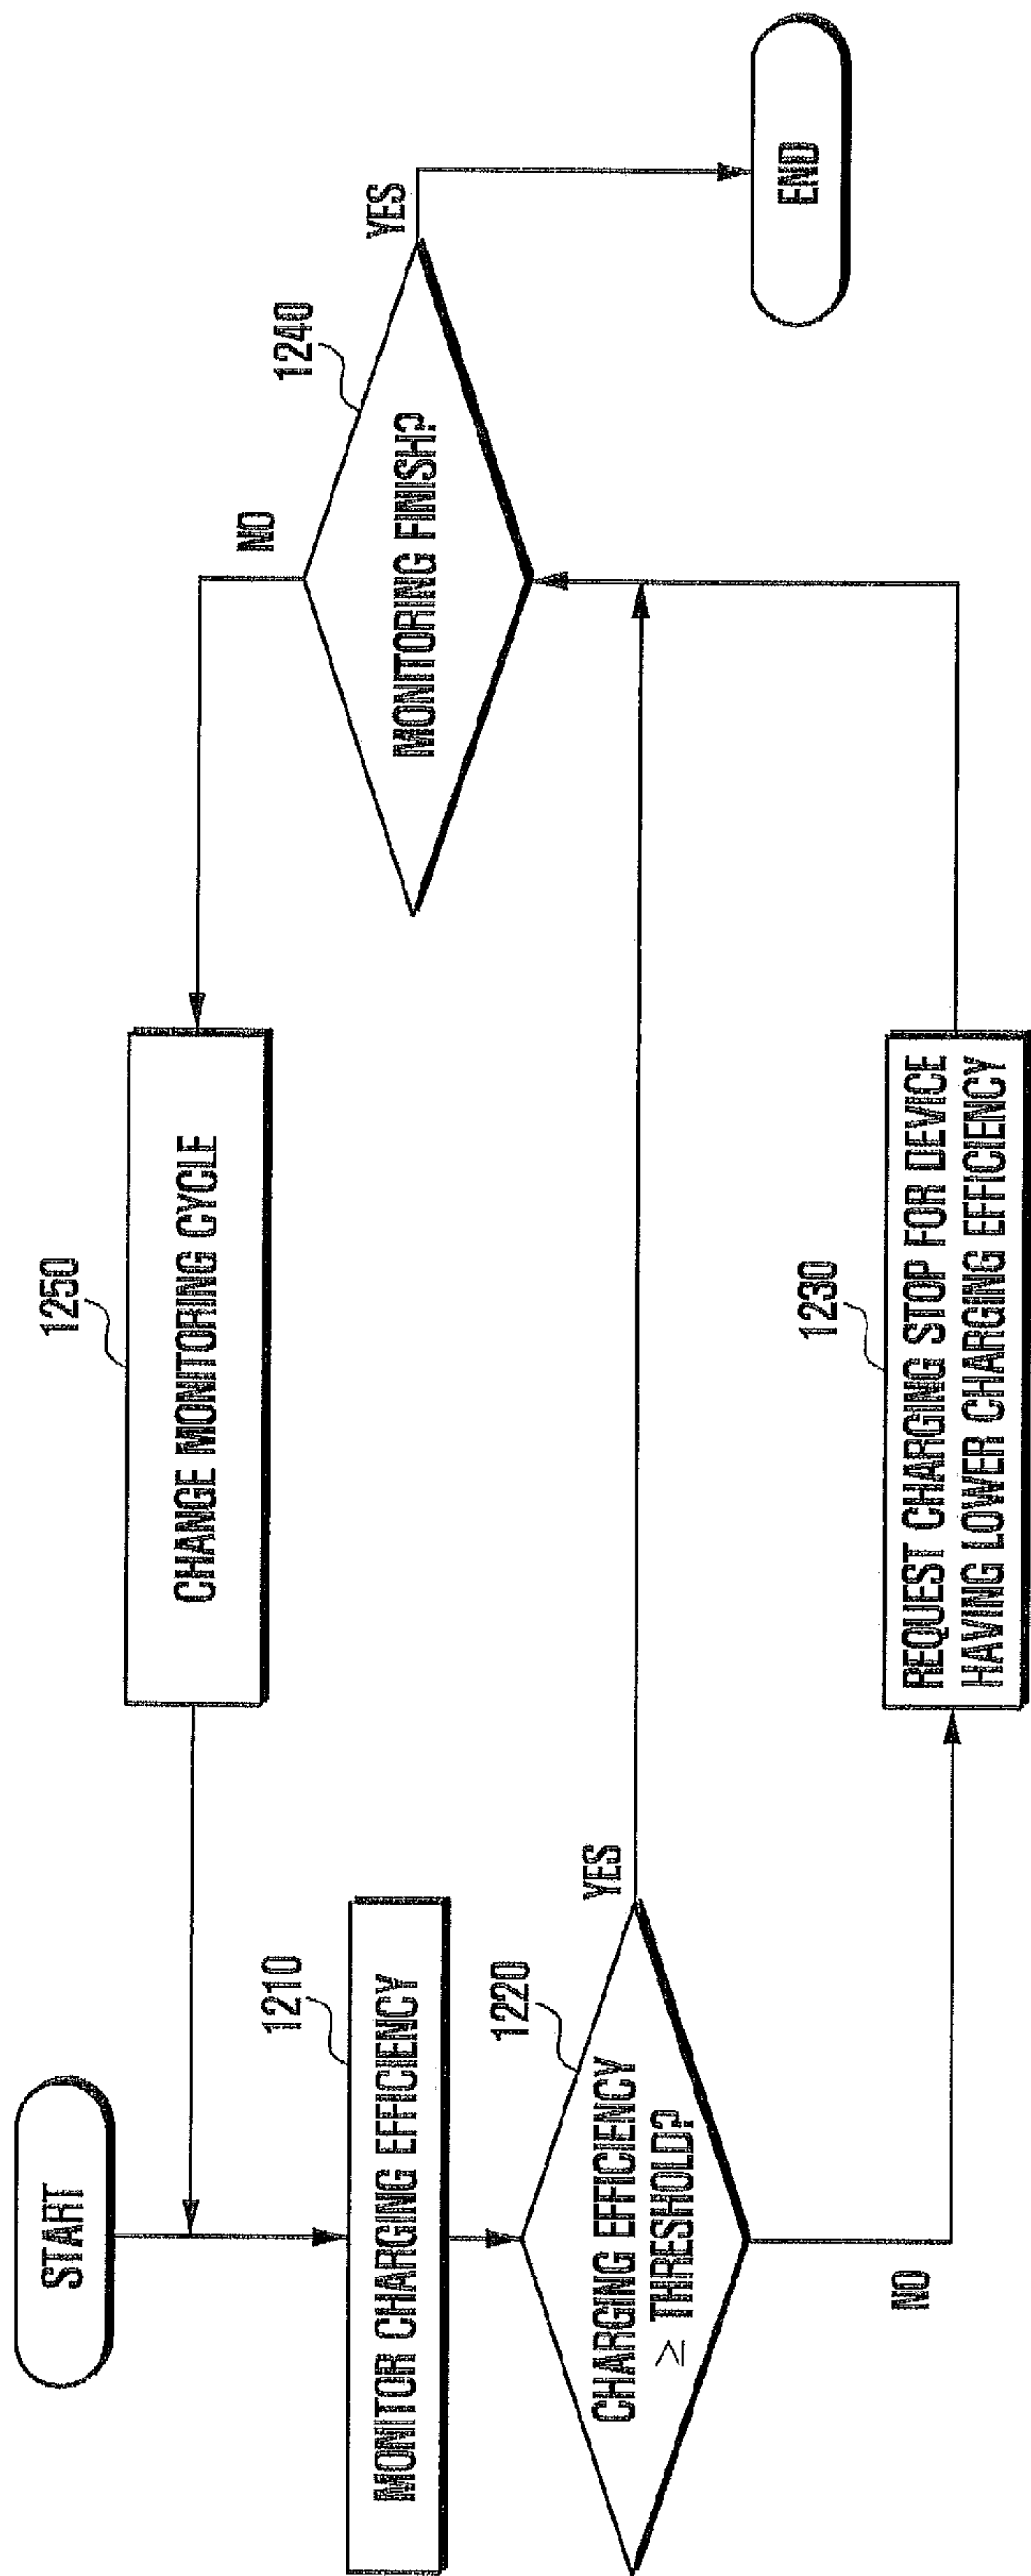 START
1210
MONITOR CHARGING EFFICIENCY
1220
CHARGING EFFICIENCY
≥ THRESHOLD?
YES
NO
1230
REQUEST CHARGING STOP FOR DEVICE
HAVING LOWER CHARGING EFFICIENCY
1250
CHANGE MONITORING CYCLE
NO
1240
MONITORING FINISH?
YES
END